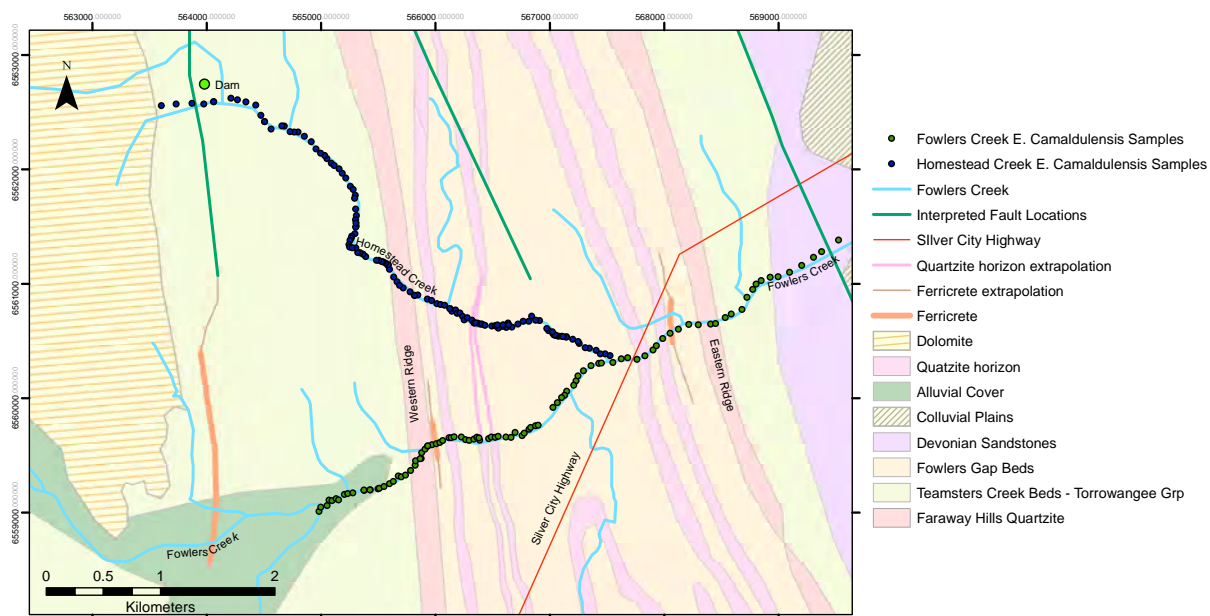 563000.000000 564000.000000 565000.000000 566000.000000 567000.000000 568000.000000 569000.000000
6563000.000000
6562000.000000
6561000.000000
6560000.000000
6559000.000000
N
Dam
Homestead Creek
Fowlers Creek
Western Ridge
Eastern Ridge
Silver City Highway
Fowlers Creek
0 0.5 1 2
Kilometers
Fowlers Creek E. Camaldulensis Samples
Homestead Creek E. Camaldulensis Samples
Fowlers Creek
Interpreted Fault Locations
SIlver City Highway
Quartzite horizon extrapolation
Ferricrete extrapolation
Ferricrete
Dolomite
Quatzite horizon
Alluvial Cover
Colluvial Plains
Devonian Sandstones
Fowlers Gap Beds
Teamsters Creek Beds - Torrowangee Grp
Faraway Hills Quartzite